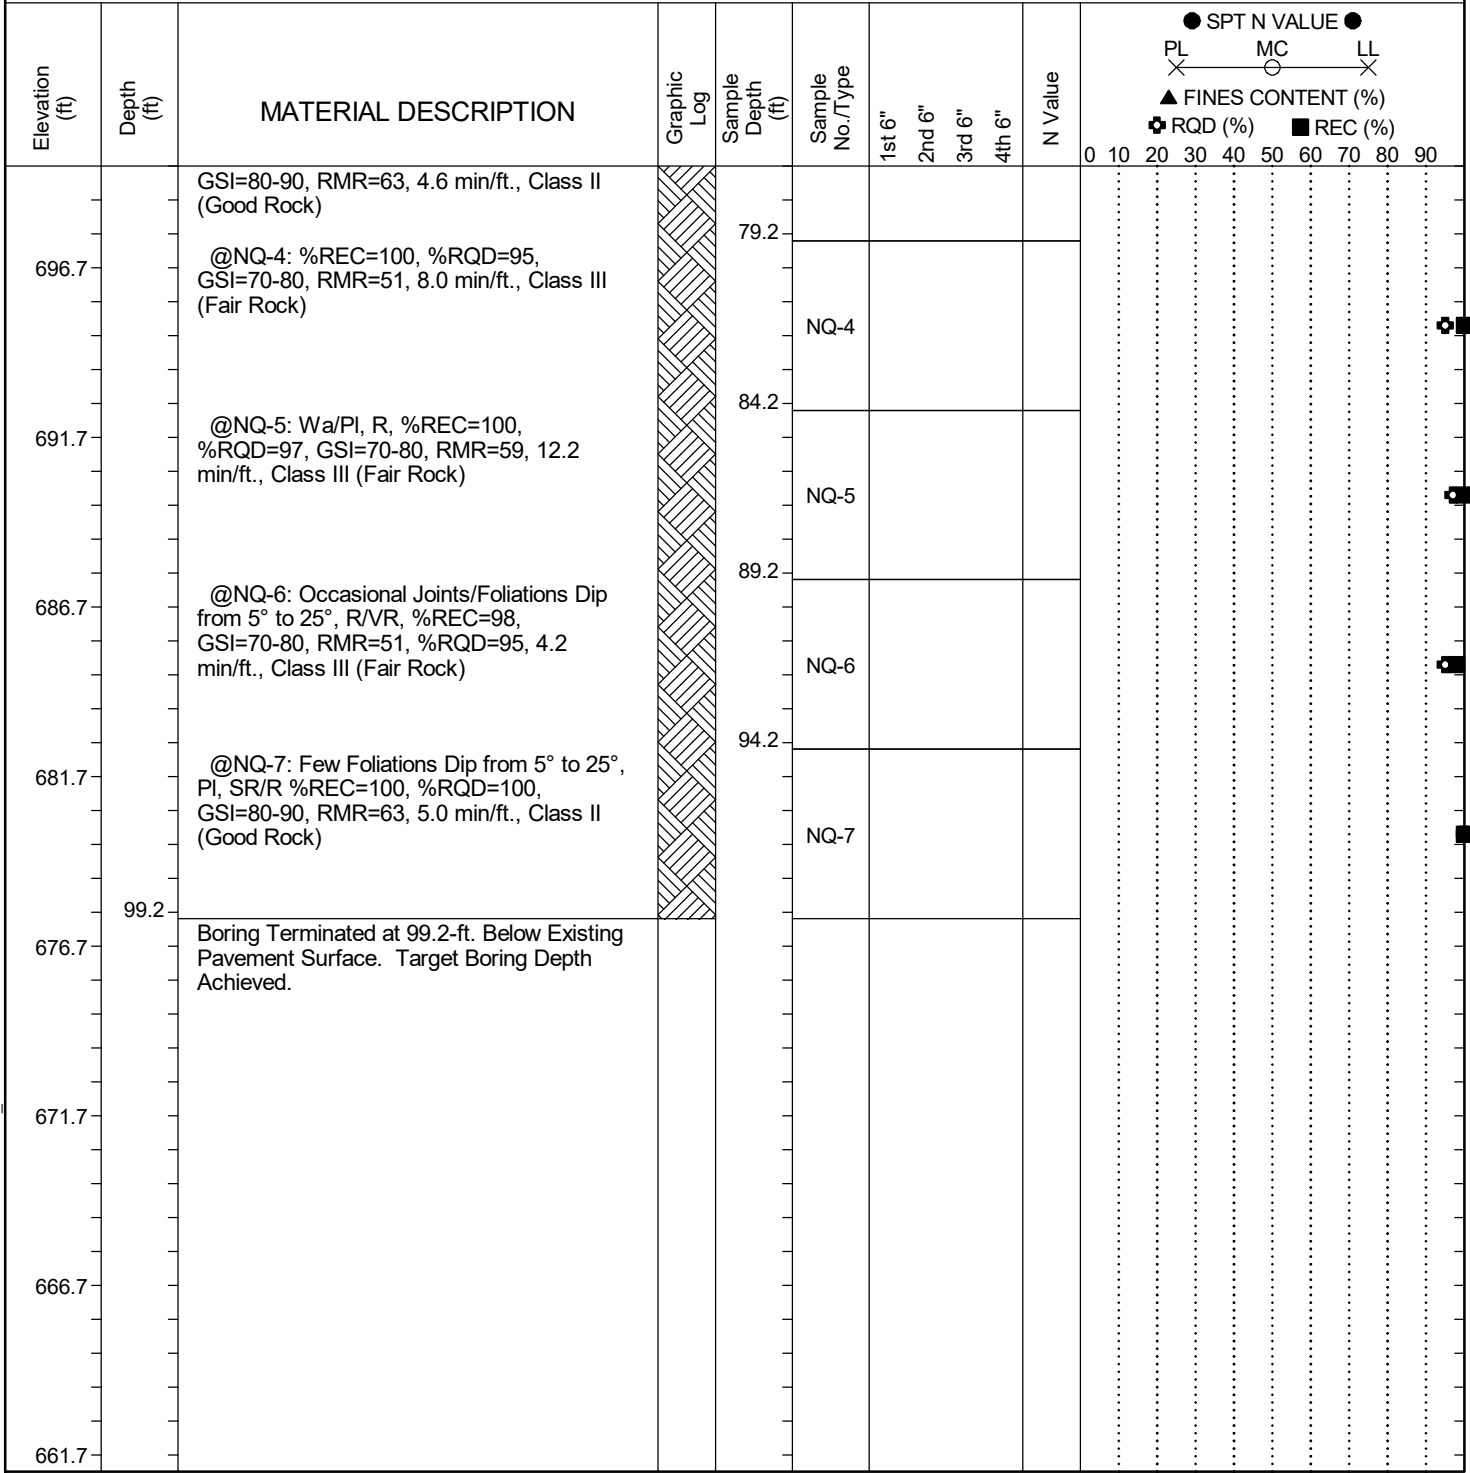 ● SPT N VALUE ●
PL MC LL
▲ FINES CONTENT (%)
RQD (%) ■ REC (%)
Elevation (ft)
Depth (ft)
MATERIAL DESCRIPTION
Graphic Log
Sample Depth (ft)
Sample No./Type
1st 6"
2nd 6"
3rd 6"
4th 6"
N Value
0 10 20 30 40 50 60 70 80 90
GSI=80-90, RMR=63, 4.6 min/ft., Class II
(Good Rock)
79.2
@NQ-4: %REC=100, %RQD=95,
696.7
GSI=70-80, RMR=51, 8.0 min/ft., Class III
(Fair Rock)
NQ-4
84.2
@NQ-5: Wa/Pl, R, %REC=100,
691.7
%RQD=97, GSI=70-80, RMR=59, 12.2
min/ft., Class III (Fair Rock)
NQ-5
89.2
@NQ-6: Occasional Joints/Foliations Dip
686.7
from 5° to 25°, R/VR, %REC=98,
GSI=70-80, RMR=51, %RQD=95, 4.2
min/ft., Class III (Fair Rock)
NQ-6
94.2
@NQ-7: Few Foliations Dip from 5° to 25°,
681.7
Pl, SR/R %REC=100, %RQD=100,
GSI=80-90, RMR=63, 5.0 min/ft., Class II
(Good Rock)
NQ-7
99.2
Boring Terminated at 99.2-ft. Below Existing
676.7
Pavement Surface. Target Boring Depth
Achieved.
671.7
666.7
661.7